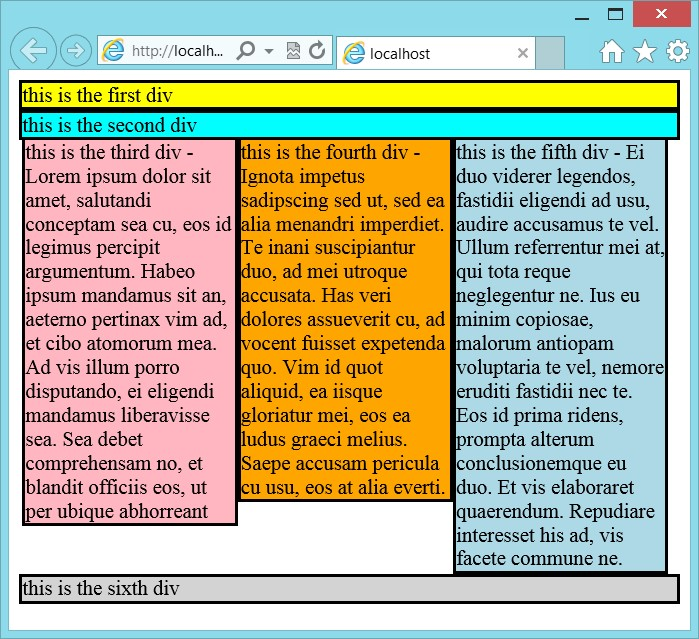 http://localh...
localhost
this is the first div
this is the second div
this is the third div -
Lorem ipsum dolor sit
amet, salutandi
conceptam sea cu, eos id
legimus percipit
argumentum. Habeo
ipsum mandamus sit an,
aeterno pertinax vim ad,
et cibo atomorum mea.
Ad vis illum porro
disputando, ei eligendi
mandamus liberavisse
sea. Sea debet
comprehensam no, et
blandit officiis eos, ut
per ubique abhorreant
this is the fourth div -
Ignota impetus
sadipscing sed ut, sed ea
alia menandri imperdiet.
Te inani suscipiantur
duo, ad mei utroque
accusata. Has veri
dolores assueverit cu, ad
vocent fuisset expetenda
quo. Vim id quot
aliquid, ea iisque
gloriatur mei, eos ea
ludus graeci melius.
Saepe accusam pericula
cu usu, eos at alia everti.
this is the fifth div - Ei
duo viderer legendos,
fastidii eligendi ad usu,
audire accusamus te vel.
Ullum referrentur mei at,
qui tota reque
neglegentur ne. Ius eu
minim copiosae,
malorum antiopam
voluptaria te vel, nemore
eruditi fastidii nec te.
Eos id prima ridens,
prompta alterum
conclusionemque eu
duo. Et vis elaboraret
quaerendum. Repudiare
interesset his ad, vis
facete commune ne.
this is the sixth div